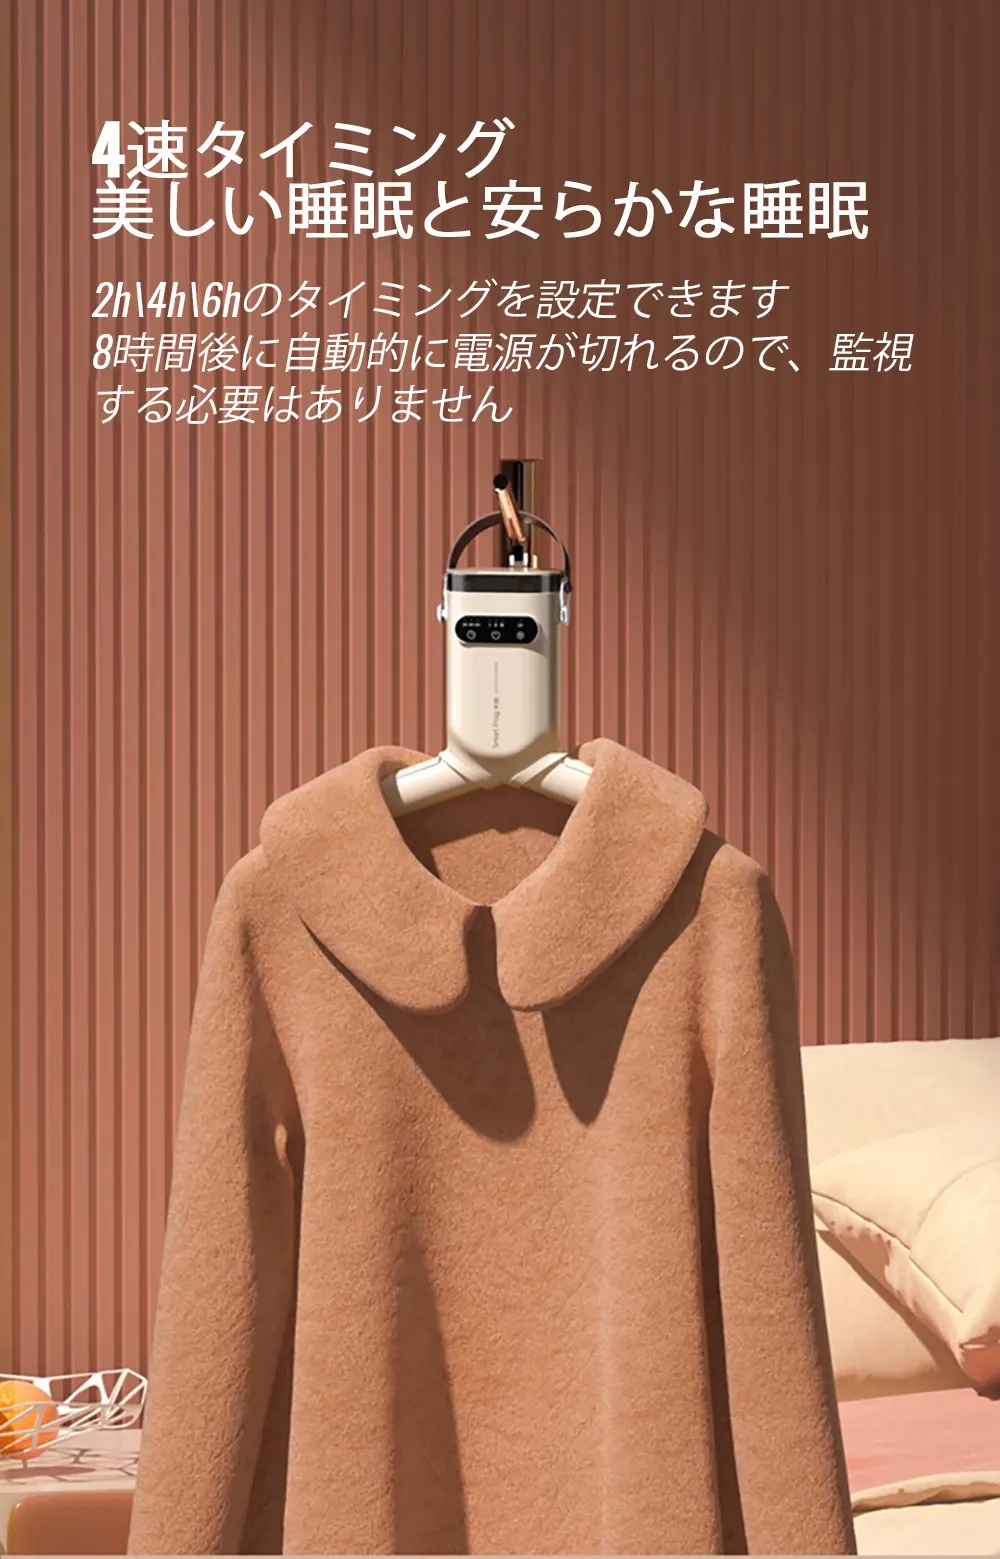 4速タイミング
美しい睡眠と安らかな睡眠
2h\4h\6hのタイミングを設定できます
8時間後に自動的に電源が切れるので、監視
する必要はありません
Smart Frog